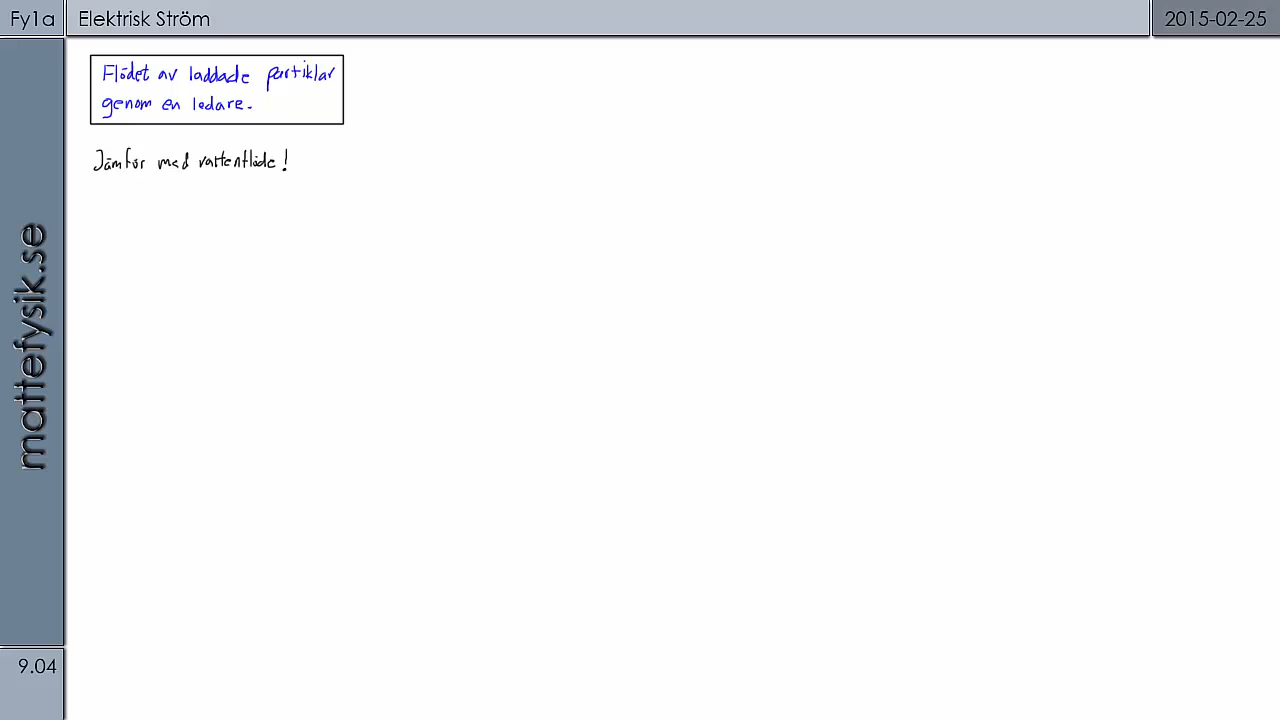 Fy1a
Elektrisk Ström
2015-02-25
Flödet av laddade partiklar
genom en ledare.
Jämför med vattenflöde!
mattefysik.se
9.04